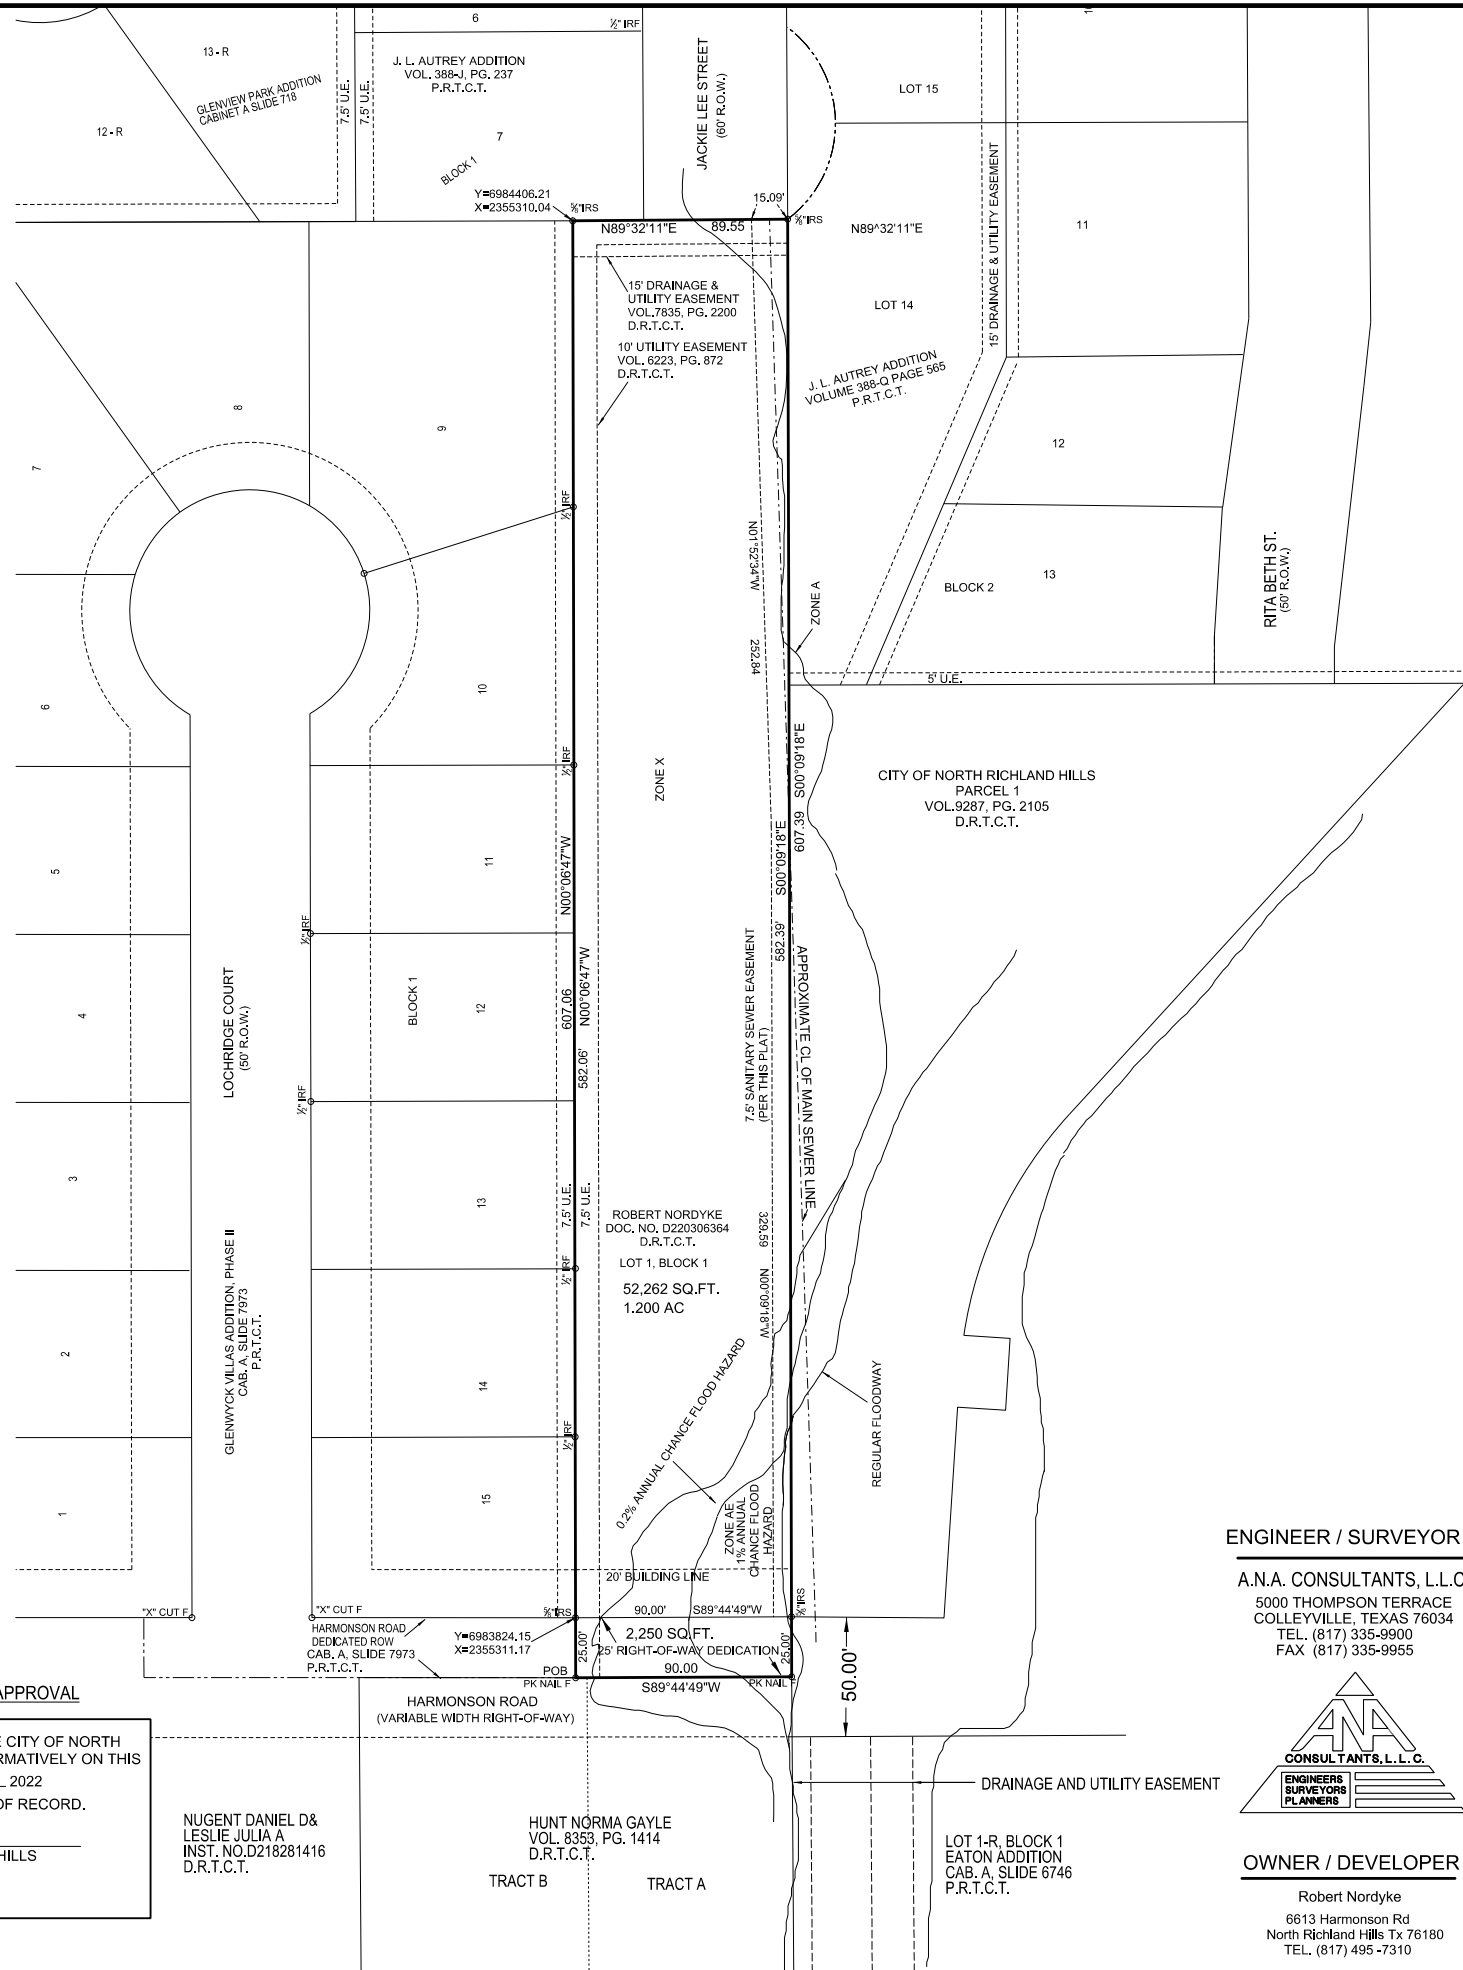 6
½" IRF
13 - R
J. L. AUTREY ADDITION
VOL. 388-J, PG. 237
P.R.T.C.T.
GLENVIEW PARK ADDITION
CABINET A SLIDE 718
12 - R
7.5' U.E.
7.5' U.E.
7
BLOCK 1
JACKIE LEE STREET
(60' R.O.W.)
LOT 15
15' DRAINAGE & UTILITY EASEMENT
11
Y=6984406.21
X=2355310.04
⅝"IRS
15.09'
⅝"IRS
N89°32'11"E
89.55
N89^32'11"E
LOT 14
15' DRAINAGE &
UTILITY EASEMENT
VOL.7835, PG. 2200
D.R.T.C.T.
10' UTILITY EASEMENT
VOL. 6223, PG. 872
D.R.T.C.T.
J. L. AUTREY ADDITION
VOLUME 388-Q PAGE 565
P.R.T.C.T.
8
9
7
12
½" IRF
N01°52'34"W
252.84
ZONE A
BLOCK 2
13
RITA BETH ST.
(50' R.O.W.)
5' U.E.
6
10
½" IRF
ZONE X
S00°09'18"E
607.39
S00°09'18"E
582.39'
CITY OF NORTH RICHLAND HILLS
PARCEL 1
VOL.9287, PG. 2105
D.R.T.C.T.
5
11
N00°06'47"W
607.06
N00°06'47"W
582.06'
½" IRF
LOCHRIDGE COURT
(50' R.O.W.)
BLOCK 1
4
12
7.5' SANITARY SEWER EASEMENT
(PER THIS PLAT)
APPROXIMATE CL OF MAIN SEWER LINE
½" IRF
3
13
7.5' U.E.
7.5' U.E.
ROBERT NORDYKE
DOC. NO. D220306364
D.R.T.C.T.
LOT 1, BLOCK 1
52,262 SQ.FT.
1.200 AC
329.59
N00°09'18"W
½" IRF
GLENWYCK VILLAS ADDITION, PHASE II
CAB. A, SLIDE 7973
P.R.T.C.T.
2
14
½" IRF
0.2% ANNUAL CHANCE FLOOD HAZARD
REGULAR FLOODWAY
1
15
ZONE AE
1% ANNUAL
CHANCE FLOOD
HAZARD
20' BUILDING LINE
"X" CUT F
"X" CUT F
⅝"IRS
90.00'
S89°44'49"W
⅝"IRS
HARMONSON ROAD
DEDICATED ROW
CAB. A, SLIDE 7973
P.R.T.C.T.
Y=6983824.15
X=2355311.17
25.00'
2,250 SQ.FT.
25' RIGHT-OF-WAY DEDICATION
25.00'
50.00'
POB
PK NAIL F
90.00
S89°44'49"W
PK NAIL F
HARMONSON ROAD
(VARIABLE WIDTH RIGHT-OF-WAY)
DRAINAGE AND UTILITY EASEMENT
APPROVAL
CITY OF NORTH
RMATIVELY ON THIS
2022
OF RECORD.
HILLS
NUGENT DANIEL D&
LESLIE JULIA A
INST. NO.D218281416
D.R.T.C.T.
HUNT NORMA GAYLE
VOL. 8353, PG. 1414
D.R.T.C.T.
TRACT B
TRACT A
LOT 1-R, BLOCK 1
EATON ADDITION
CAB. A, SLIDE 6746
P.R.T.C.T.
ENGINEER / SURVEYOR
A.N.A. CONSULTANTS, L.L.C
5000 THOMPSON TERRACE
COLLEYVILLE, TEXAS 76034
TEL. (817) 335-9900
FAX (817) 335-9955
ANA
CONSULTANTS, L.L.C.
ENGINEERS
SURVEYORS
PLANNERS
OWNER / DEVELOPER
Robert Nordyke
6613 Harmonson Rd
North Richland Hills Tx 76180
TEL. (817) 495 -7310